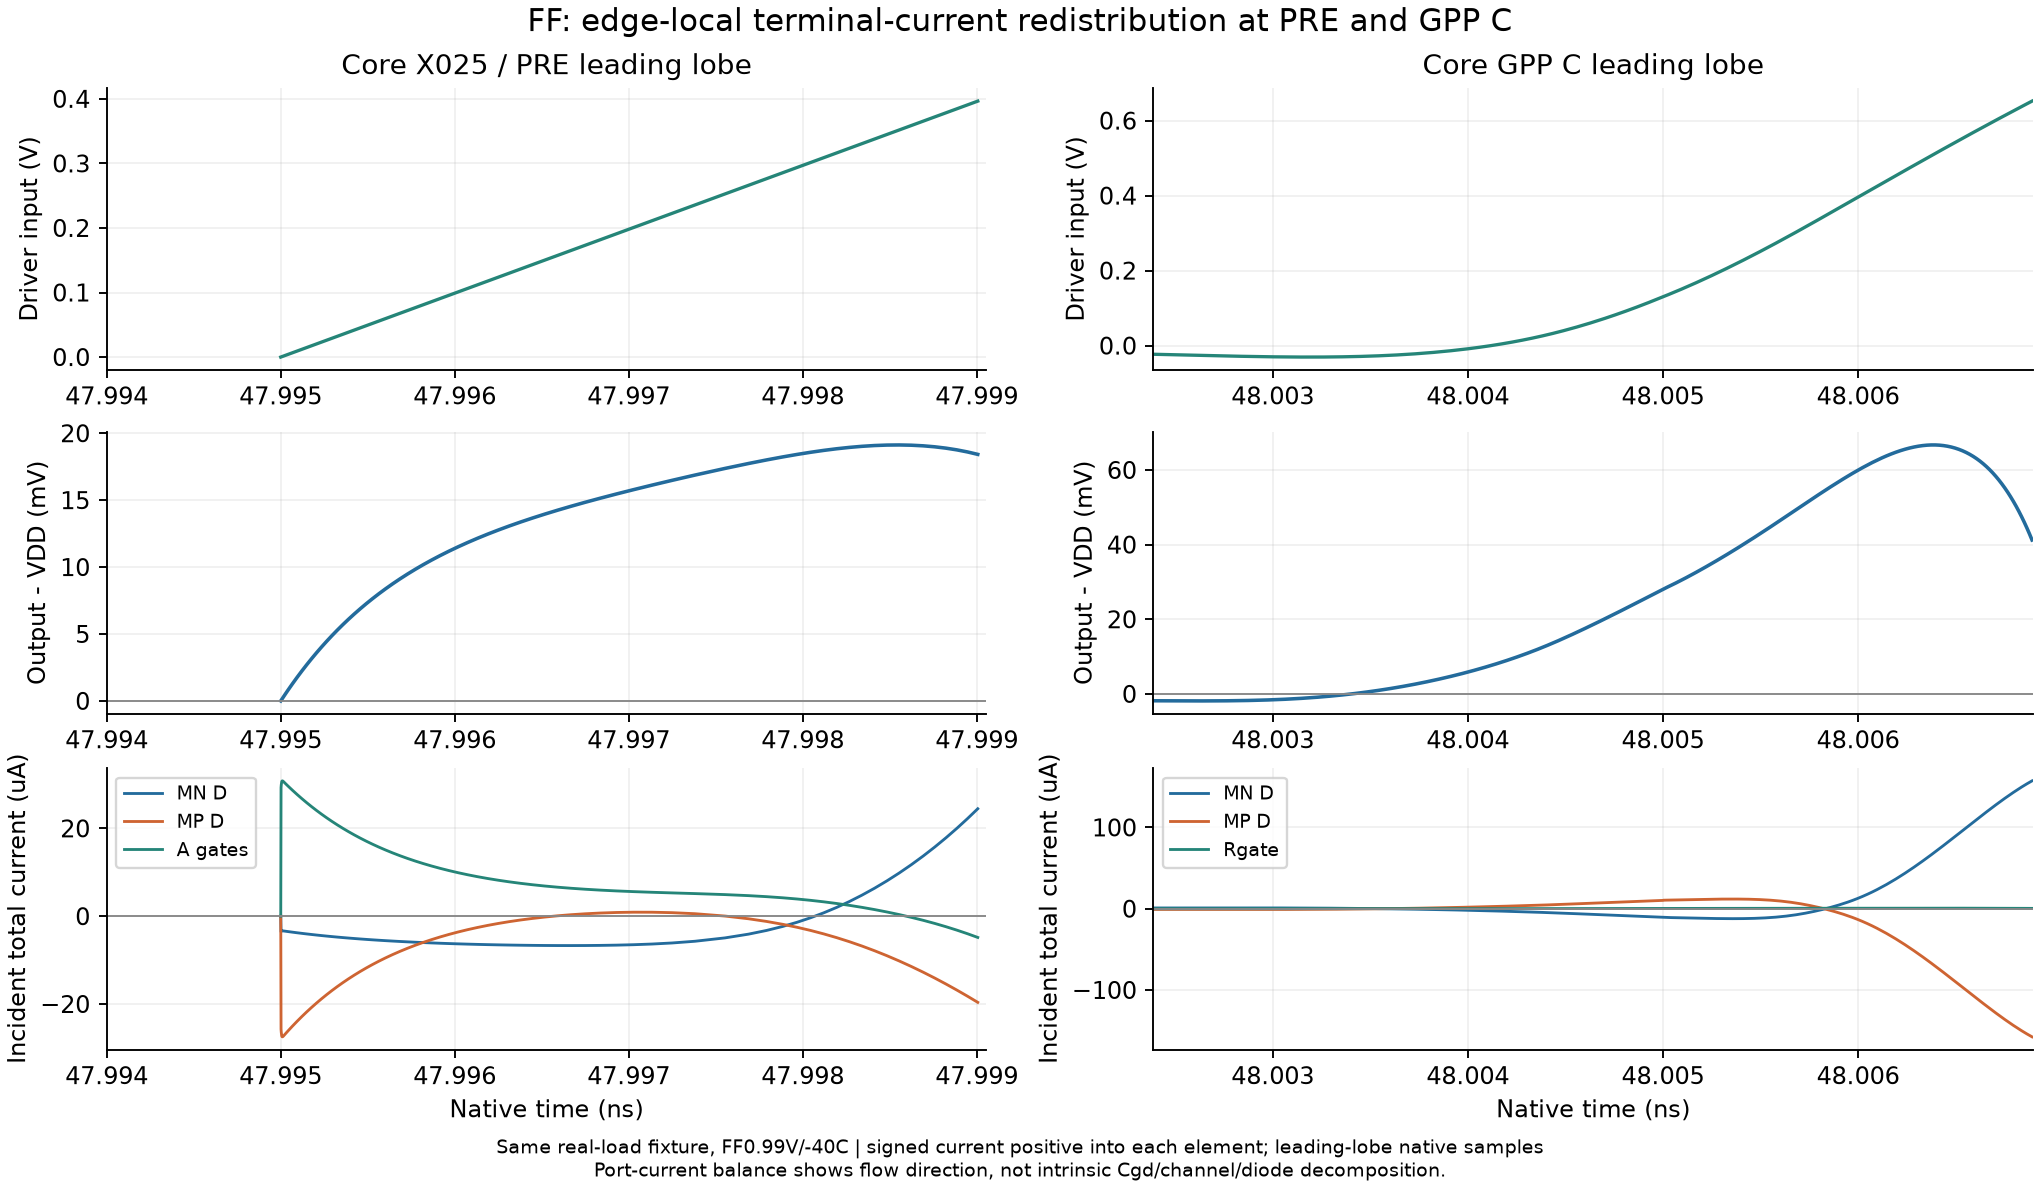 FF: edge-local terminal-current redistribution at PRE and GPP C
Core X025 / PRE leading lobe
Driver input (V)
0.4
0.3
0.2
0.1
0.0
47.994 47.995 47.996 47.997 47.998 47.999
Output - VDD (mV)
20
15
10
5
0
47.994 47.995 47.996 47.997 47.998 47.999
Incident total current (uA)
MN D
MP D
A gates
20
0
−20
47.994 47.995 47.996 47.997 47.998 47.999
Native time (ns)
Core GPP C leading lobe
Driver input (V)
0.6
0.4
0.2
0.0
48.003 48.004 48.005 48.006
Output - VDD (mV)
60
40
20
0
48.003 48.004 48.005 48.006
Incident total current (uA)
MN D
MP D
Rgate
100
0
−100
48.003 48.004 48.005 48.006
Native time (ns)
Same real-load fixture, FF0.99V/-40C | signed current positive into each element; leading-lobe native samples
Port-current balance shows flow direction, not intrinsic Cgd/channel/diode decomposition.